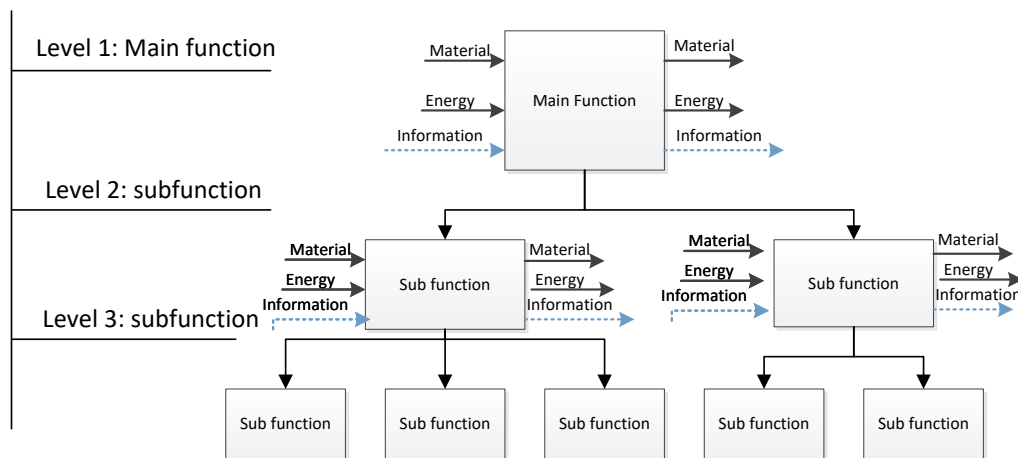 Level 1: Main function
Material
Material
Main Function
Energy
Energy
Information
Information
Level 2: subfunction
Material
Material
Sub function
Energy
Energy
Information
Information
Material
Material
Sub function
Energy
Energy
Information
Information
Level 3: subfunction
Sub function
Sub function
Sub function
Sub function
Sub function